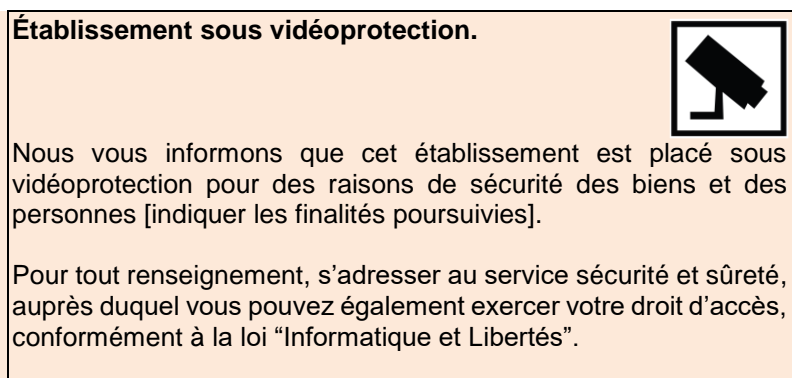 Établissement sous vidéoprotection.
Nous vous informons que cet établissement est placé sous
vidéoprotection pour des raisons de sécurité des biens et des
personnes [indiquer les finalités poursuivies].
Pour tout renseignement, s’adresser au service sécurité et sûreté,
auprès duquel vous pouvez également exercer votre droit d’accès,
conformément à la loi “Informatique et Libertés”.